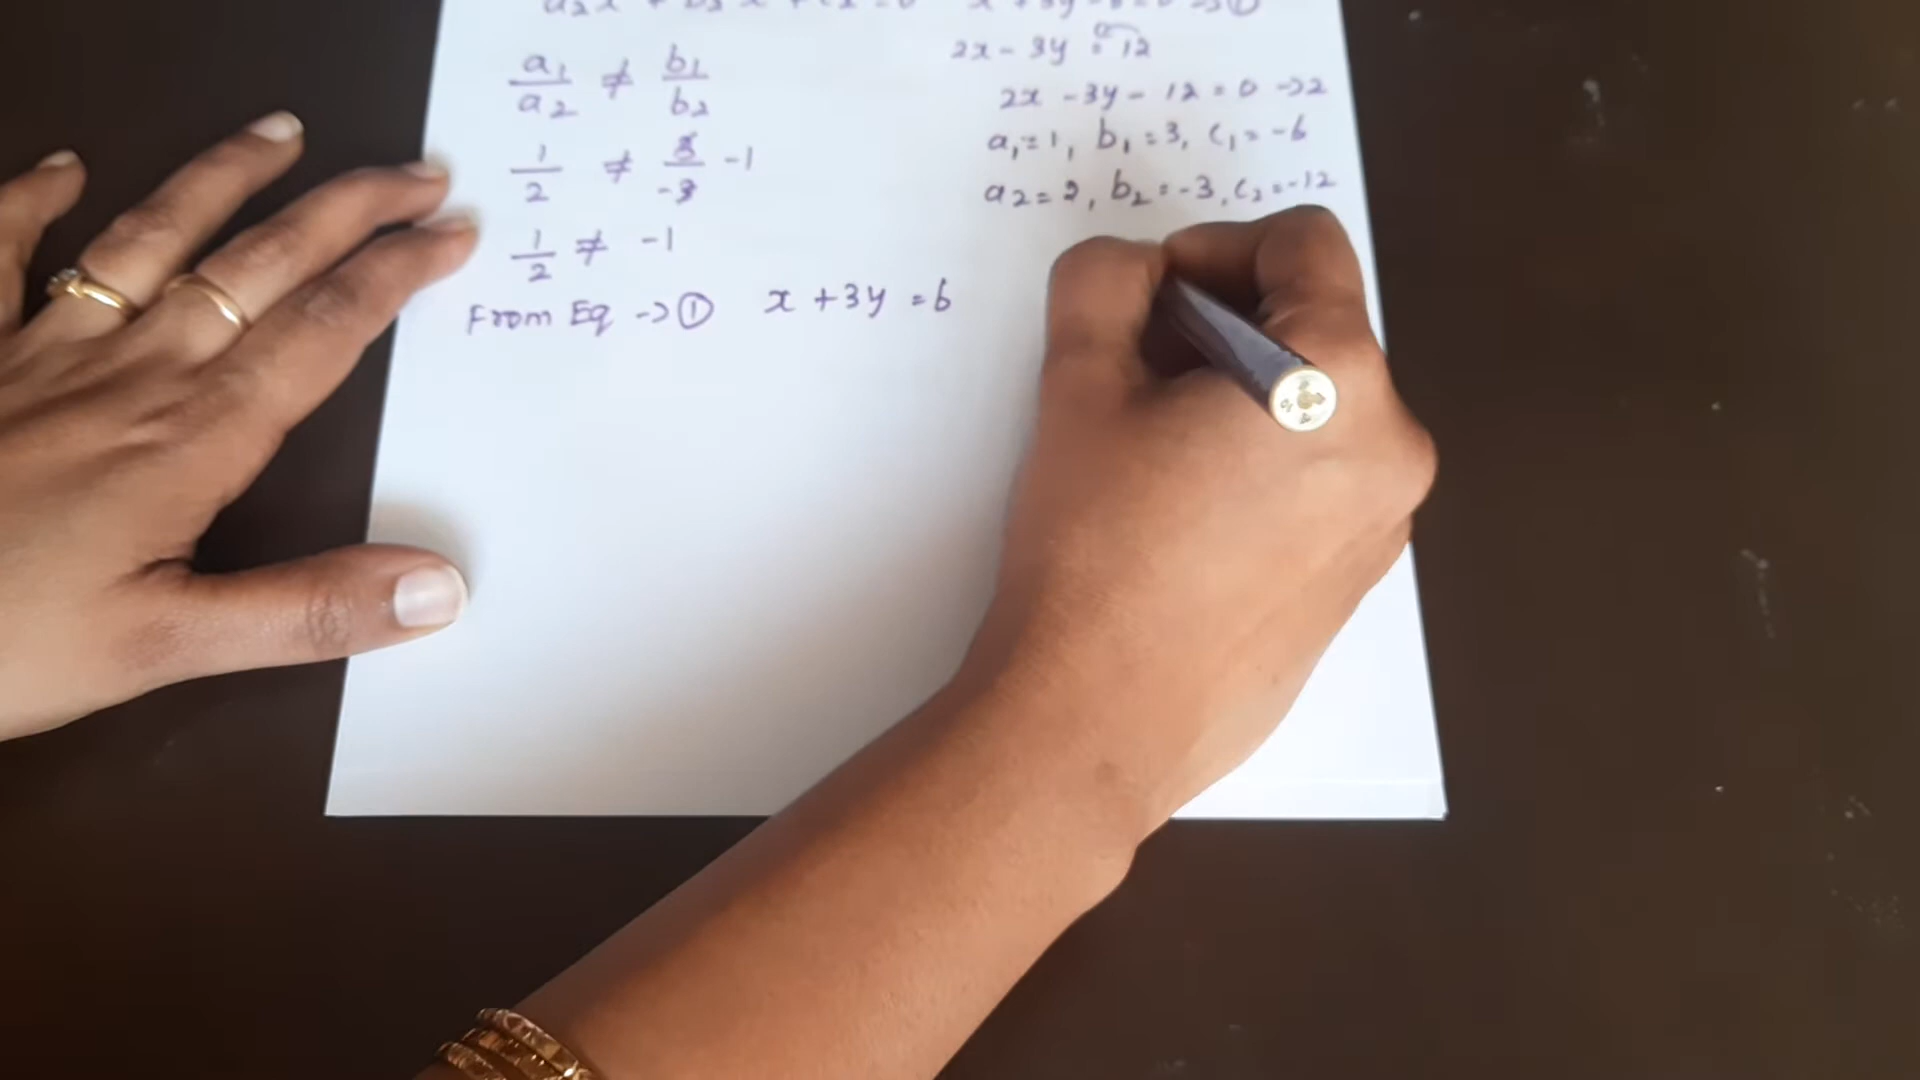 2x - 3y = 12
a1/a2 ≠ b1/b2
2x - 3y - 12 = 0 → 2
a1 = 1, b1 = 3, c1 = -6
1/2 ≠ 3/-3 -1
a2 = 2, b2 = -3, c2 = -12
1/2 ≠ -1
From Eq → ① x + 3y = 6